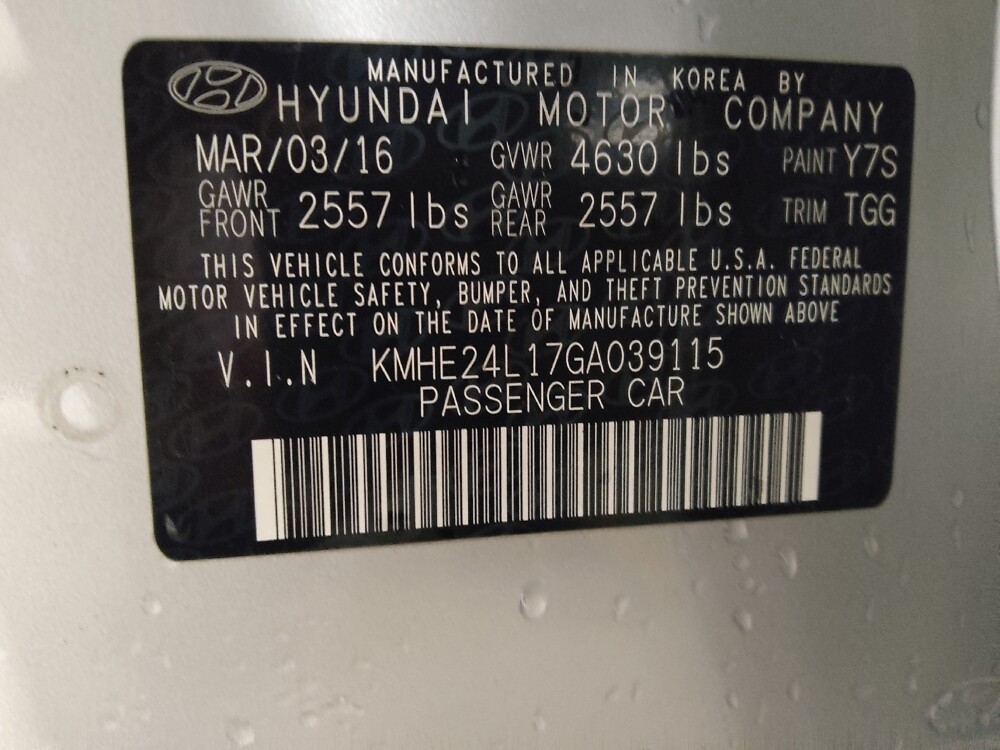 MANUFACTURED IN KOREA BY
HYUNDAI MOTOR COMPANY
MAR/03/16 GVWR 4630 lbs PAINT Y7S
GAWR FRONT 2557 lbs GAWR REAR 2557 lbs TRIM TGG
THIS VEHICLE CONFORMS TO ALL APPLICABLE U.S.A. FEDERAL
MOTOR VEHICLE SAFETY, BUMPER, AND THEFT PREVENTION STANDARDS
IN EFFECT ON THE DATE OF MANUFACTURE SHOWN ABOVE
V.I.N KMHE24L17GA039115
PASSENGER CAR